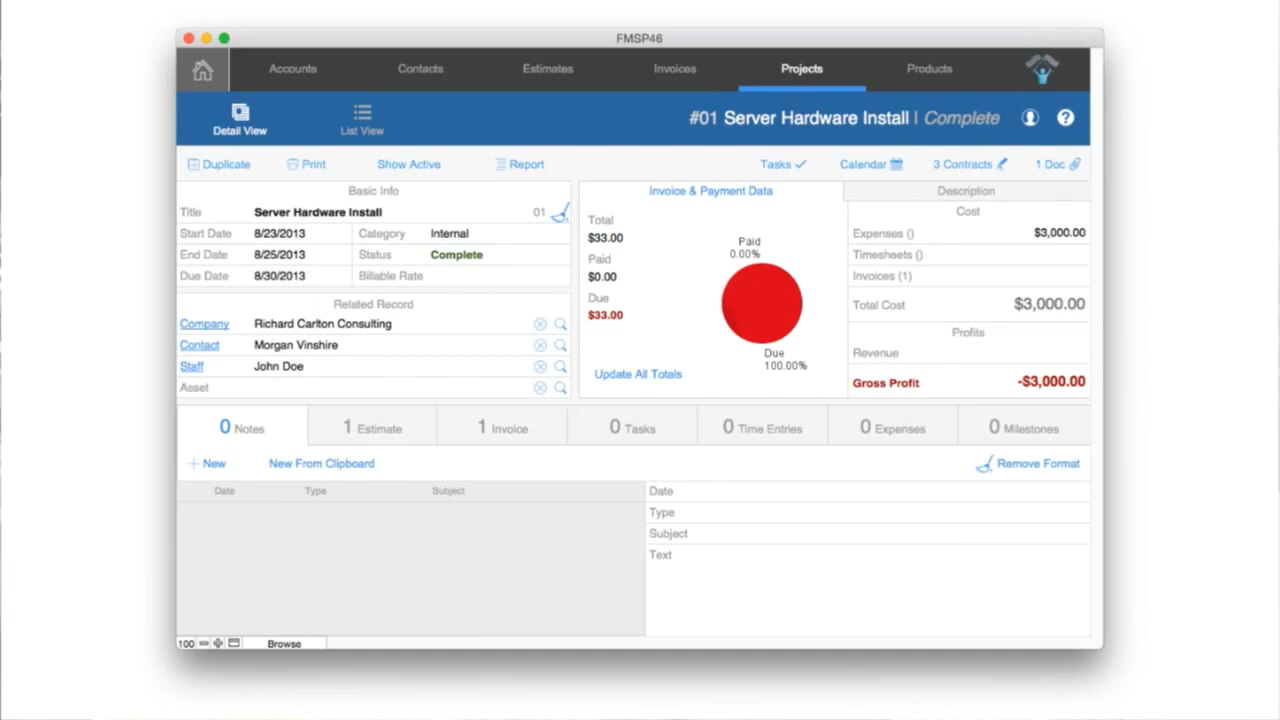 FMSP46
Accounts Contacts Estimates Invoices Projects Products
Detail View List View #01 Server Hardware Install | Complete ?
Duplicate Print Show Active Report Tasks Calendar 3 Contracts 1 Doc
Basic Info
Title Server Hardware Install 01
Start Date 8/23/2013 Category Internal
End Date 8/25/2013 Status Complete
Due Date 8/30/2013 Billable Rate
Related Record
Company Richard Carlton Consulting
Contact Morgan Vinshire
Staff John Doe
Asset
Invoice & Payment Data
Total
$33.00
Paid
$0.00
Due
$33.00
Paid
0.00%
Due
100.00%
Update All Totals
Description
Cost
Expenses () $3,000.00
Timesheets ()
Invoices (1)
Total Cost $3,000.00
Profits
Revenue
Gross Profit -$3,000.00
0 Notes 1 Estimate 1 Invoice 0 Tasks 0 Time Entries 0 Expenses 0 Milestones
+ New New From Clipboard Remove Format
Date Type Subject
Date
Type
Subject
Text
100 Browse